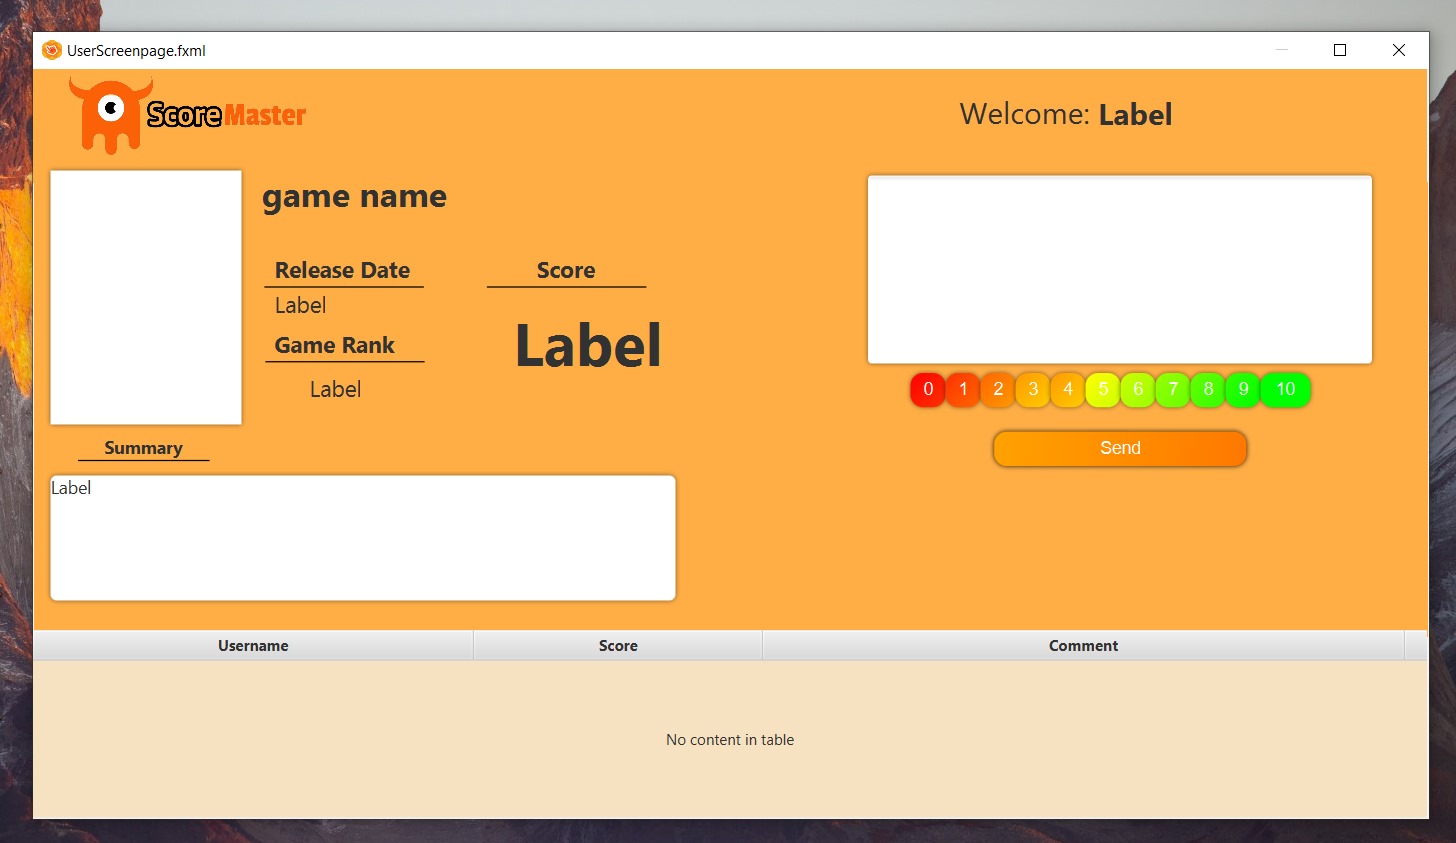 UserScreenpage.fxml
ScoreMaster
Welcome: Label
game name
Release Date
Score
Label
Game Rank
Label
Label
0 1 2 3 4 5 6 7 8 9 10
Send
Summary
Label
Username Score Comment
No content in table